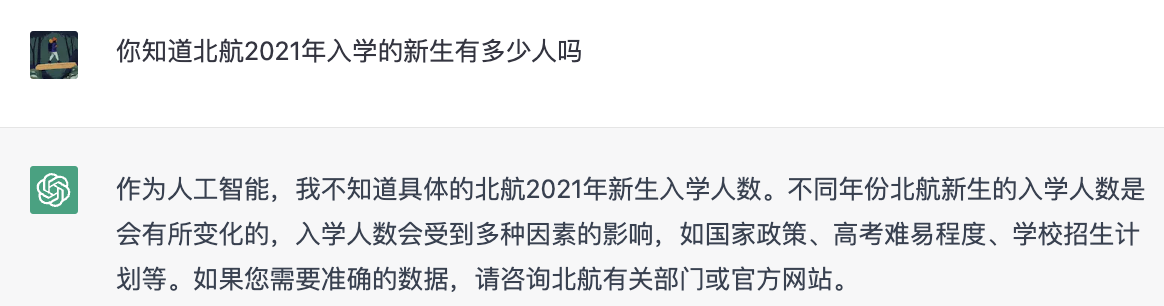 你知道北航2021年入学的新生有多少人吗
作为人工智能，我不知道具体的北航2021年新生入学人数。不同年份北航新生的入学人数是
会有所变化的，入学人数会受到多种因素的影响，如国家政策、高考难易程度、学校招生计
划等。如果您需要准确的数据，请咨询北航有关部门或官方网站。